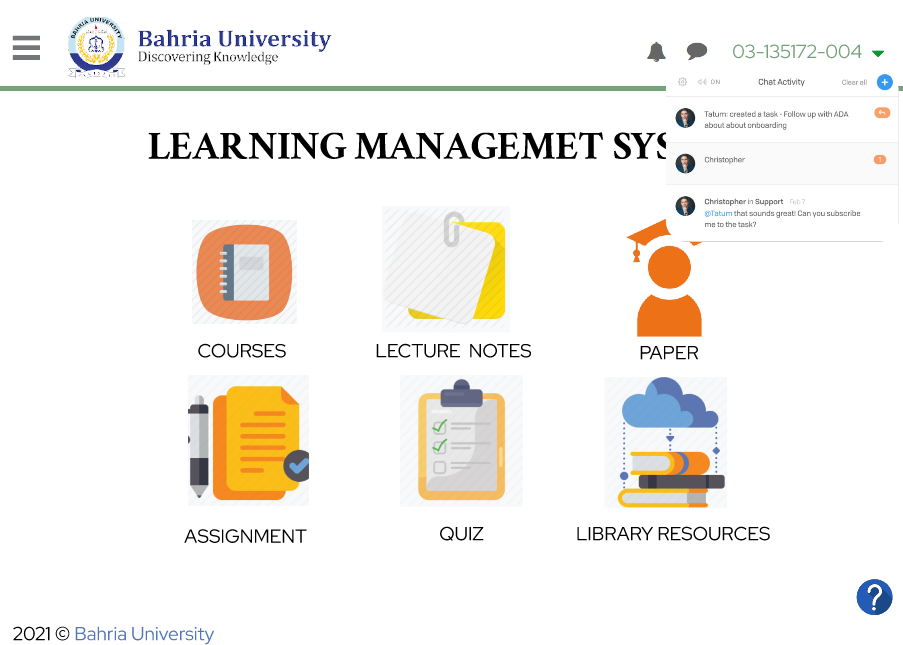 BAHRIA UNIVERSITY
Bahria University
Discovering Knowledge
03-135172-004
ON
Chat Activity
Clear all
+
Tatum: created a task - Follow up with ADA
about about onboarding
Christopher
1
Christopher in Support Feb 7
@Tatum that sounds great! Can you subscribe
me to the task?
LEARNING MANAGEMET SYS
COURSES
LECTURE NOTES
PAPER
ASSIGNMENT
QUIZ
LIBRARY RESOURCES
?
2021 © Bahria University